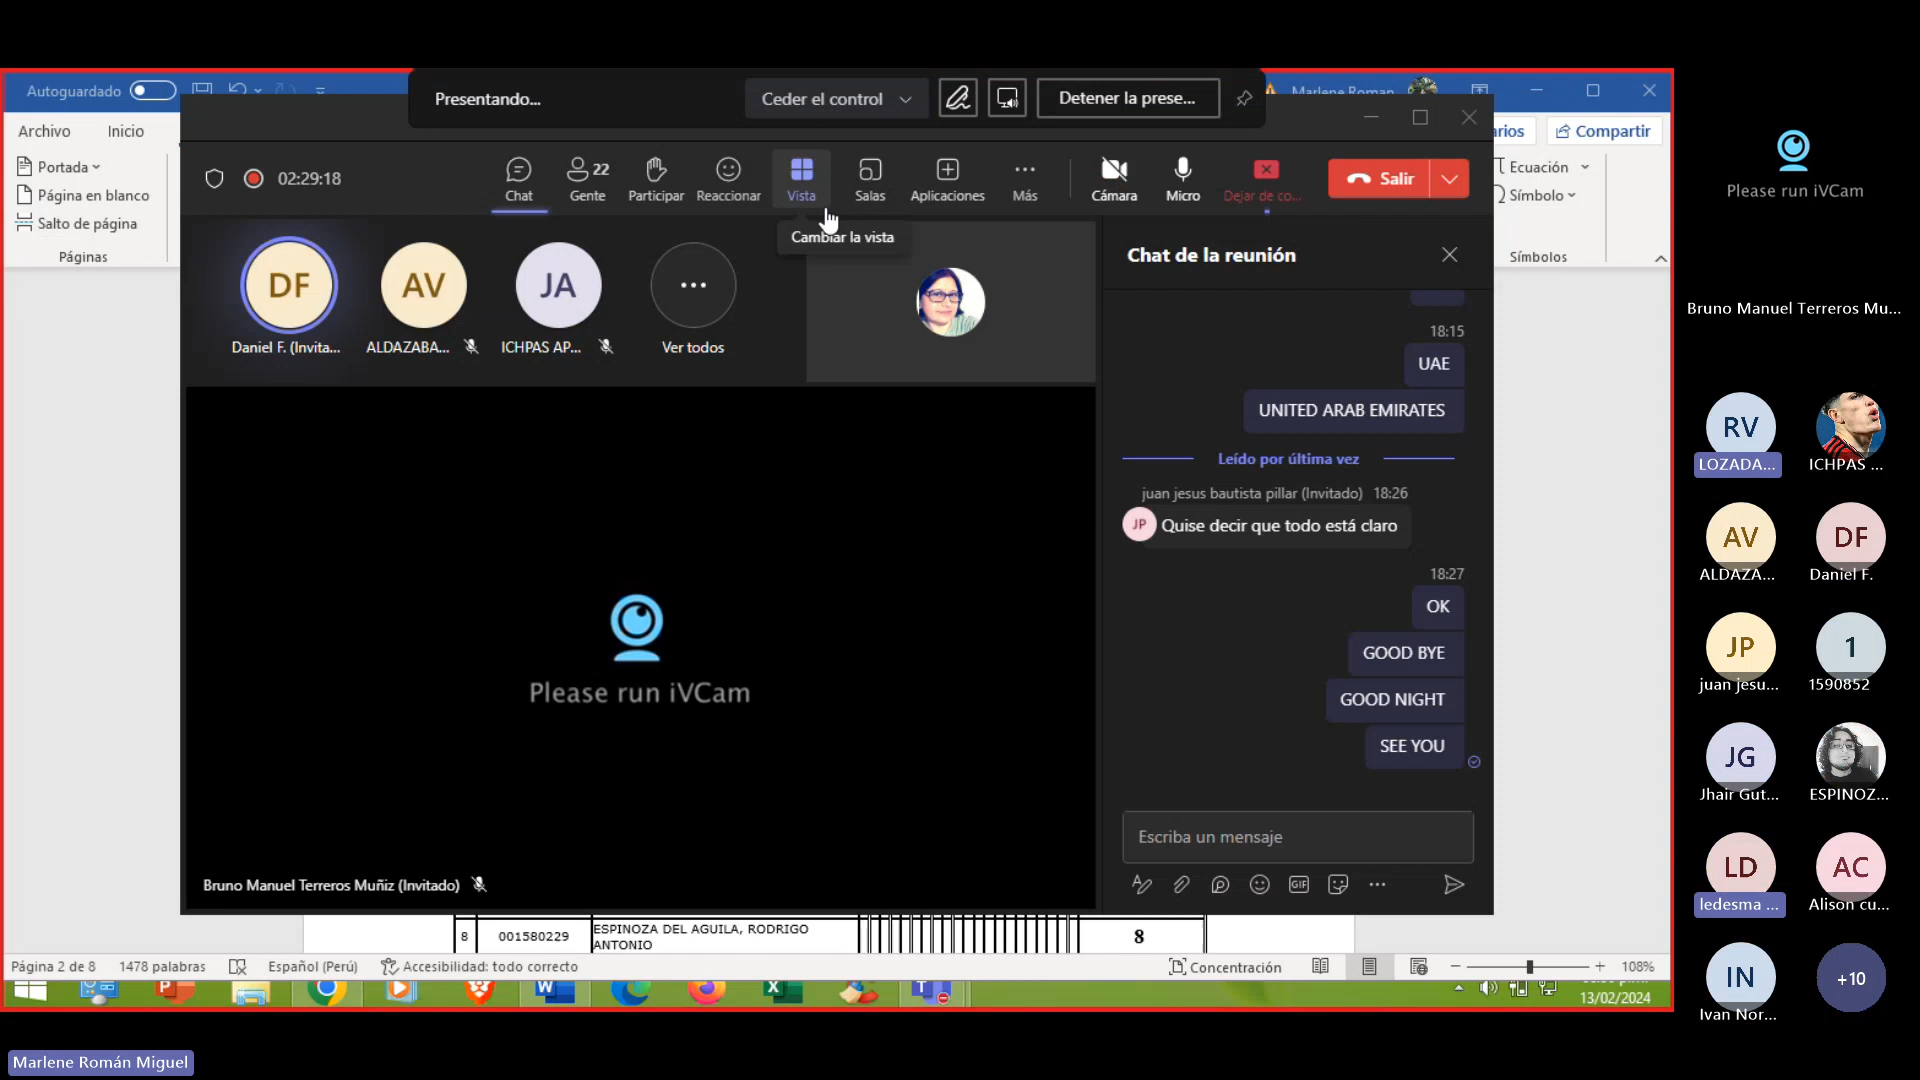 Autoguardado
Marlene Roman
Presentando...
Ceder el control
Detener la prese...
Archivo
Inicio
arios
Compartir
Portada
Página en blanco
Salto de página
Páginas
Ecuación
Símbolo
Símbolos
02:29:18
Chat
22
Gente
Participar
Reaccionar
Vista
Salas
Aplicaciones
Más
Cámara
Micro
Dejar de co...
Salir
Cambiar la vista
DF
Daniel F. (Invita...
AV
ALDAZABA...
JA
ICHPAS AP...
Ver todos
Chat de la reunión
18:15
UAE
UNITED ARAB EMIRATES
Leído por última vez
juan jesus bautista pillar (Invitado) 18:26
JP
Quise decir que todo está claro
18:27
OK
GOOD BYE
GOOD NIGHT
SEE YOU
Escriba un mensaje
GIF
Please run iVCam
Bruno Manuel Terreros Muñiz (Invitado)
8
001580229
ESPINOZA DEL AGUILA, RODRIGO
ANTONIO
8
Página 2 de 8
1478 palabras
Español (Perú)
Accesibilidad: todo correcto
Concentración
108%
13/02/2024
Please run iVCam
Bruno Manuel Terreros Mu...
RV
LOZADA...
ICHPAS ...
AV
ALDAZA...
DF
Daniel F.
JP
juan jesu...
1
1590852
JG
Jhair Gut...
ESPINOZ...
LD
ledesma ...
AC
Alison cu...
IN
Ivan Nor...
+10
Marlene Román Miguel